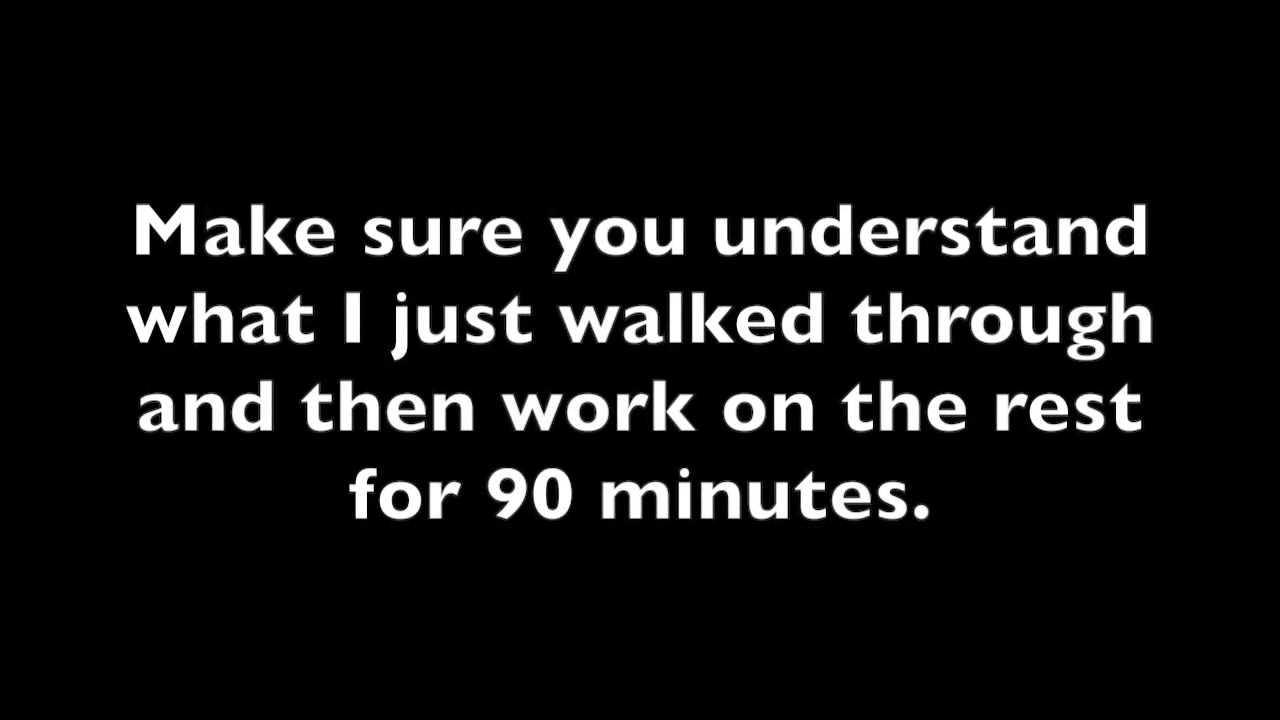 Make sure you understand
what I just walked through
and then work on the rest
for 90 minutes.